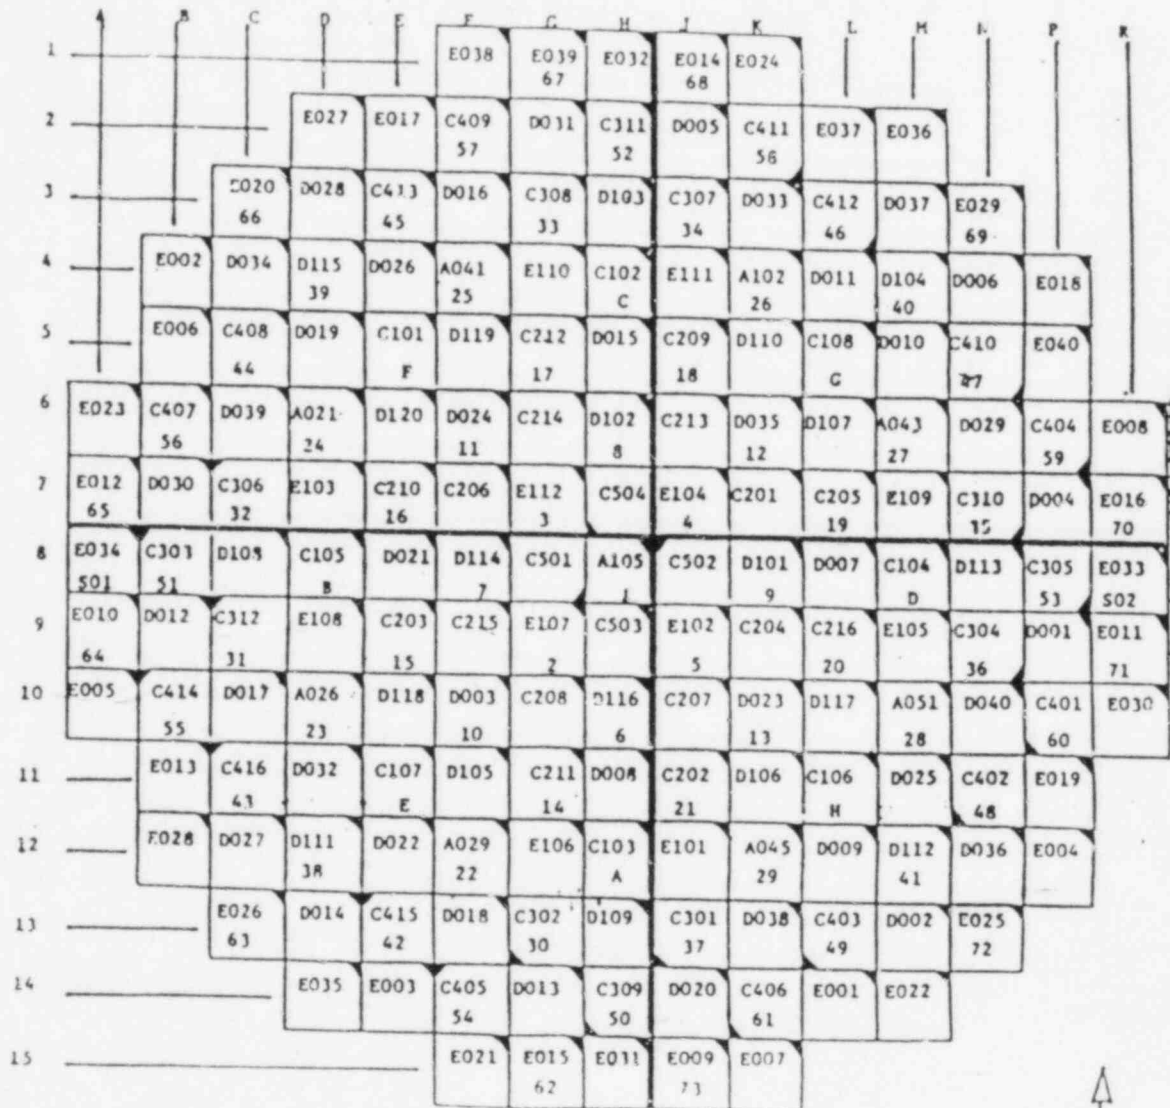 A B C D E F G H J K L M N P R
1 E038 E039 E032 E014 E024
67 68
2 E027 E017 C409 D031 C311 D005 C411 E037 E036
57 52 58
3 E020 D028 C413 D016 C308 D103 C307 D033 C412 D037 E029
66 45 33 34 46 69
4 E002 D034 D115 D026 A041 E110 C102 E111 A102 D011 D104 D006 E018
39 25 C 26 40
5 E006 C408 D019 C101 D119 C212 D015 C209 D110 C108 D010 C410 E040
44 F 17 18 G 47
6 E023 C407 D039 A021 D120 D024 C214 D102 C213 D035 D107 A043 D029 C404 E008
56 24 11 8 12 27 59
7 E012 D030 C306 E103 C210 C206 E112 C504 E104 C201 C205 E109 C310 D004 E016
65 32 16 3 4 19 35 70
8 E034 C303 D108 C105 D021 D114 C501 A105 C502 D101 D007 C104 D113 C305 E033
S01 51 B 7 1 9 D 53 S02
9 E010 D012 C312 E108 C203 C215 E107 C503 E102 C204 C216 E105 C304 D001 E011
64 31 15 2 5 20 36 71
10 E005 C414 D017 A026 D118 D003 C208 D116 C207 D023 D117 A051 D040 C401 E030
55 23 10 6 13 28 60
11 E013 C416 D032 C107 D105 C211 D008 C202 D106 C106 D025 C402 E019
43 E 14 21 H 48
12 E028 D027 D111 D022 A029 E106 C103 E101 A045 D009 D112 D036 E004
38 22 A 29 41
13 E026 D014 C415 D018 C302 D109 C301 D038 C403 D002 E025
63 42 30 37 49 72
14 E035 E003 C405 D013 C309 D020 C406 E001 E022
54 50 61
15 E021 E015 E031 E009 E007
62 73